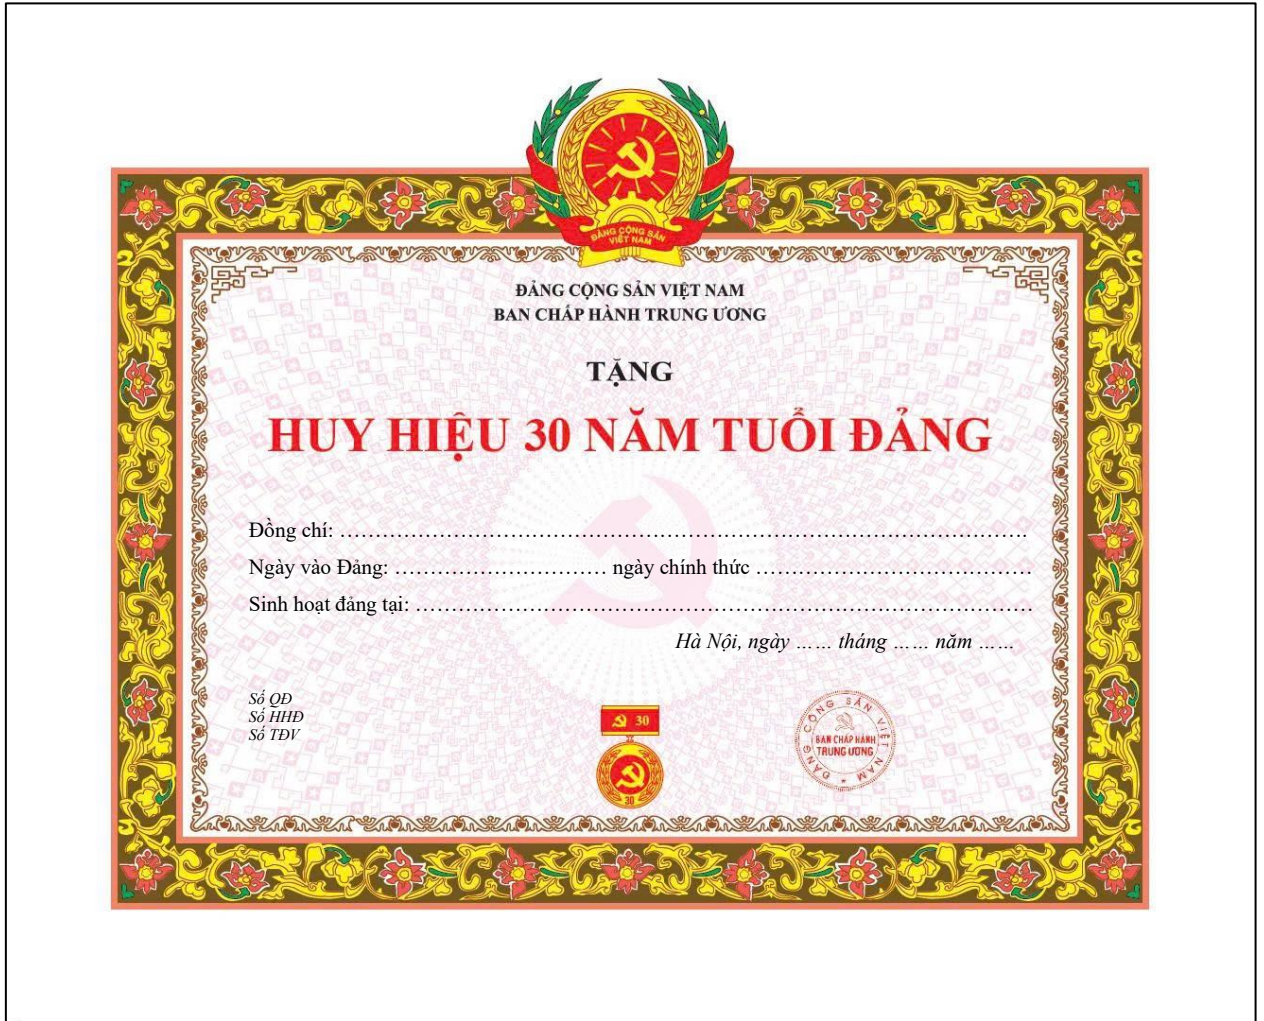 ĐẢNG CỘNG SẢN
VIỆT NAM
ĐẢNG CỘNG SẢN VIỆT NAM
BAN CHẤP HÀNH TRUNG ƯƠNG
TẶNG
HUY HIỆU 30 NĂM TUỔI ĐẢNG
Đồng chí: ……………………………………………………………………………………
Ngày vào Đảng: ………………………… ngày chính thức …………………………………
Sinh hoạt đảng tại: ……………………………………………………………………………
Hà Nội, ngày …… tháng …… năm ……
Số QĐ
Số HHĐ
Số TĐV
30
30
ĐẢNG CỘNG SẢN VIỆT NAM
BAN CHẤP HÀNH
TRUNG ƯƠNG